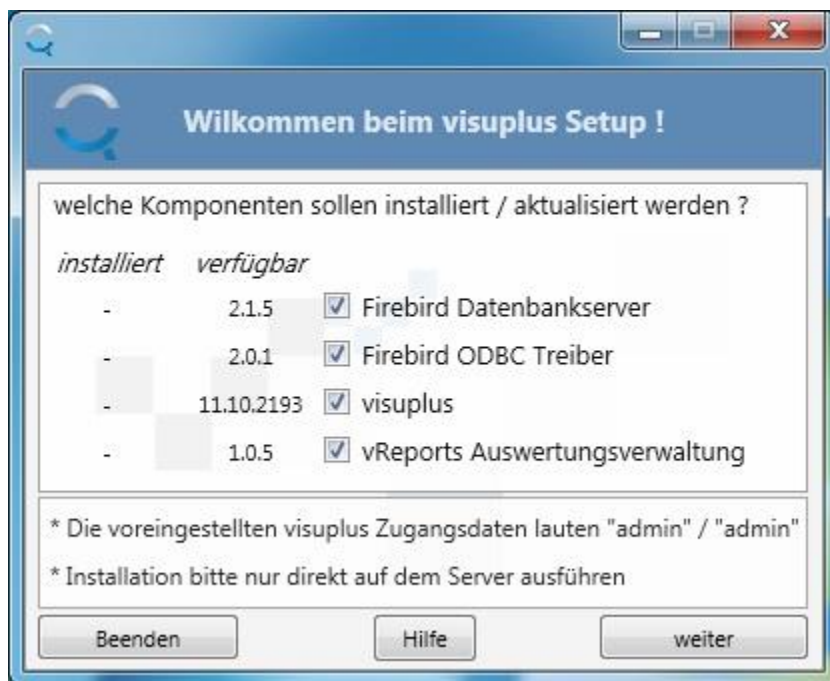 Wilkommen beim visuplus Setup !
welche Komponenten sollen installiert / aktualisiert werden ?
installiert verfügbar
- 2.1.5 Firebird Datenbankserver
- 2.0.1 Firebird ODBC Treiber
- 11.10.2193 visuplus
- 1.0.5 vReports Auswertungsverwaltung
* Die voreingestellten visuplus Zugangsdaten lauten "admin" / "admin"
* Installation bitte nur direkt auf dem Server ausführen
Beenden Hilfe weiter